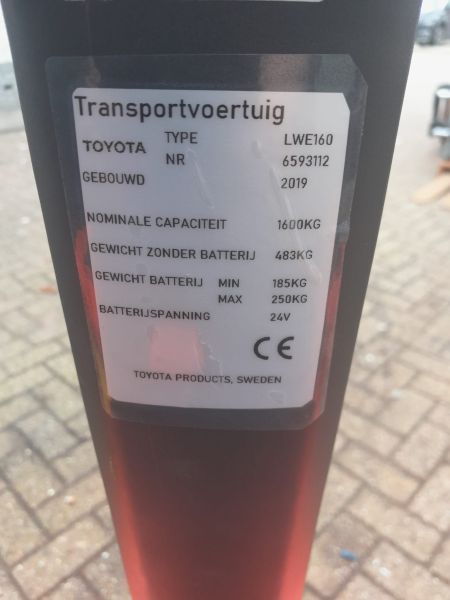 Transportvoertuig
TOYOTA TYPE LWE160
NR 6593112
GEBOUWD 2019
NOMINALE CAPACITEIT 1600KG
GEWICHT ZONDER BATTERIJ 483KG
GEWICHT BATTERIJ MIN 185KG
MAX 250KG
BATTERIJSPANNING 24V
CE
TOYOTA PRODUCTS, SWEDEN